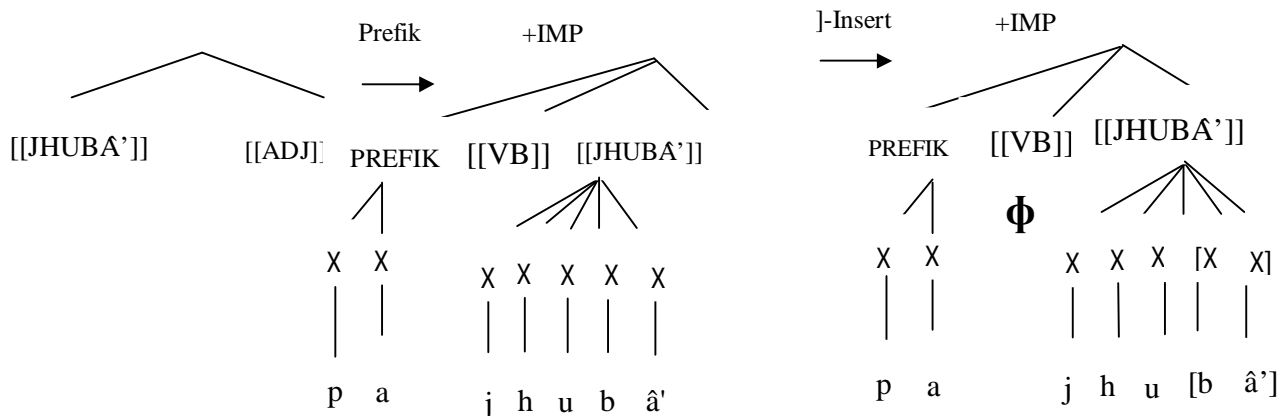 Prefik +IMP ]-Insert +IMP
[[JHUBÂ’]] [[ADJ]] PREFIK [[VB]] [[JHUBÂ’]] PREFIK [[VB]] [[JHUBÂ’]]
ф
X X X X X X X X X X X ⌈X X⌉
p a j h u b â' p a j h u [b â’]